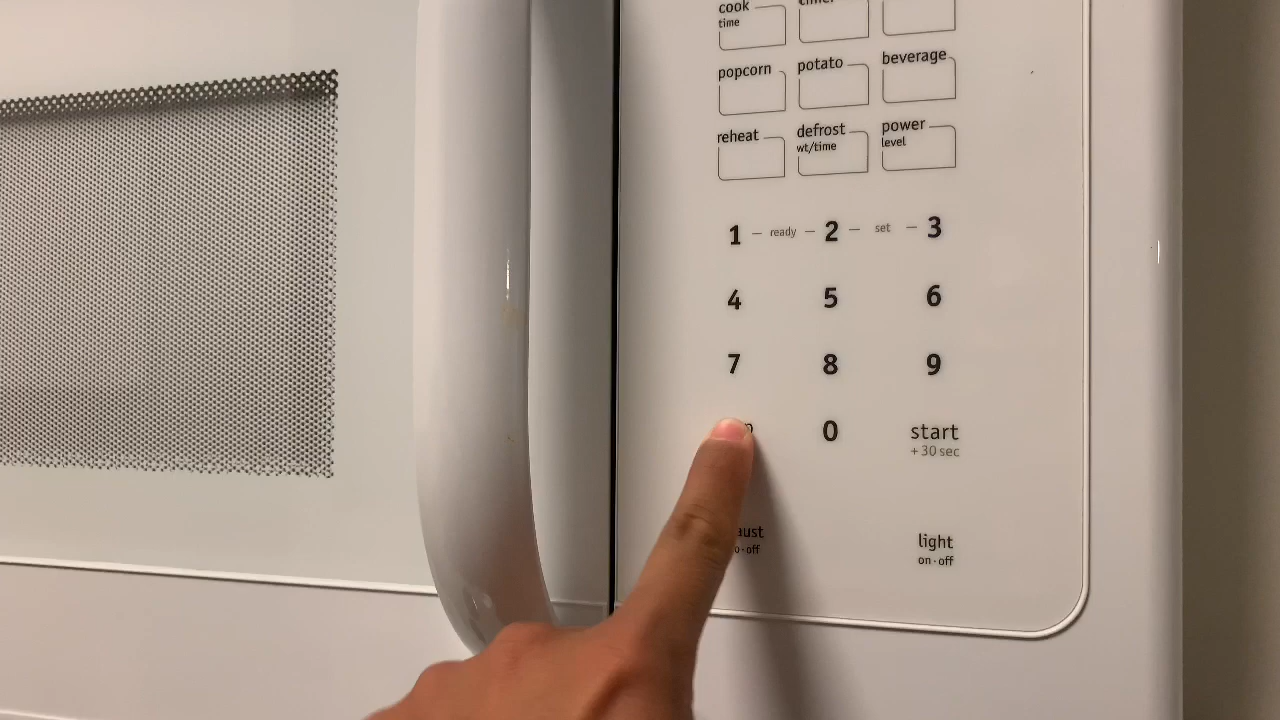 cook
time
popcorn
potato
beverage
reheat
defrost
wt/time
power
level
1 – ready – 2 – set – 3
4 5 6
7 8 9
0 start
+30 sec
light
on·off